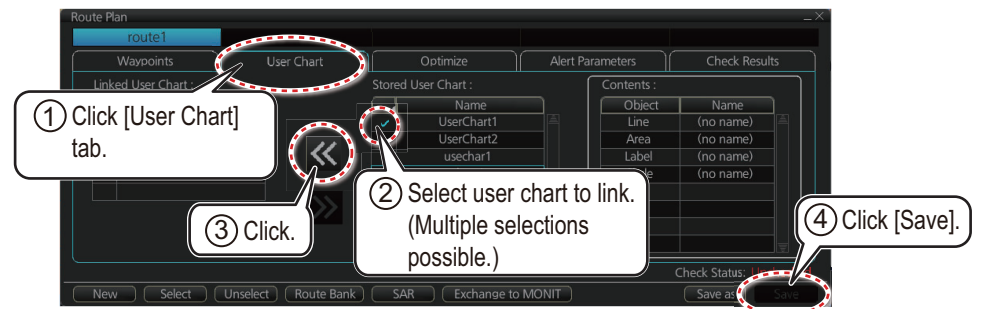 Route Plan
route1
Waypoints
User Chart
Optimize
Alert Parameters
Check Results
Linked User Chart :
Stored User Chart :
Contents :
① Click [User Chart]
tab.
Name
UserChart1
UserChart2
usechar1
Object Name
Line (no name)
Area (no name)
Label (no name)
(no name)
② Select user chart to link.
(Multiple selections
possible.)
③ Click.
④ Click [Save].
Check Status:
New
Select
Unselect
Route Bank
SAR
Exchange to MONIT
Save as
Save